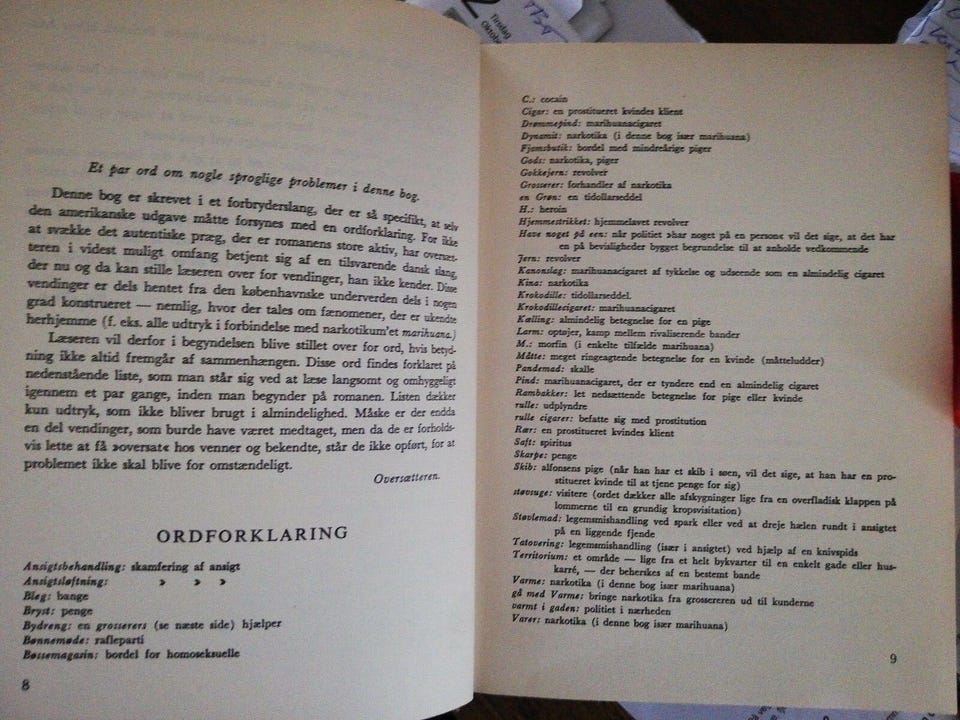 Tirsdag
Oktober
Et par ord om nogle sproglige problemer i denne bog.
Denne bog er skrevet i et forbryderslang, der er så specifikt, at selv
den amerikanske udgave måtte forsynes med en ordforklaring. For ikke
at svække det autentiske præg, der er romanens store aktiv, har oversæt-
teren i videst muligt omfang betjent sig af en tilsvarende dansk slang,
der nu og da kan stille læseren over for vendinger, han ikke kender. Disse
vendinger er dels hentet fra den københavnske underverden dels i nogen
grad konstrueret — nemlig, hvor der tales om fænomener, der er ukendte
herhjemme (f. eks. alle udtryk i forbindelse med narkotikum'et marihuana.)
Læseren vil derfor i begyndelsen blive stillet over for ord, hvis betyd-
ning ikke altid fremgår af sammenhængen. Disse ord findes forklaret på
nedenstående liste, som man står sig ved at læse langsomt og omhyggeligt
igennem et par gange, inden man begynder på romanen. Listen dækker
kun udtryk, som ikke bliver brugt i almindelighed. Måske er der endda
en del vendinger, som burde have været medtaget, men da de er forholds-
vis lette at få »oversat« hos venner og bekendte, står de ikke opført, for at
problemet ikke skal blive for omstændeligt.
Oversætteren.
ORDFORKLARING
Ansigtsbehandling: skamfering af ansigt
Ansigtsløftning: » » »
Bleg: bange
Bryst: penge
Bydreng: en grosserers (se næste side) hjælper
Bønnemøde: rafleparti
Bøssemagasin: bordel for homoseksuelle
8
C.: cocain
Cigar: en prostitueret kvindes klient
Drømmepind: marihuanacigaret
Dynamit: narkotika (i denne bog især marihuana)
Fjamsbutik: bordel med mindreårige piger
Gods: narkotika, piger
Gokkejern: revolver
Grosserer: forhandler af narkotika
en Grøn: en tidollarseddel
H.: heroin
Hjemmestrikket: hjemmelavet revolver
Have noget på een: når politiet »har noget på en person« vil det sige, at det har
en på bevisligheder bygget begrundelse til at anholde vedkommende
Jern: revolver
Kanonslag: marihuanacigaret af tykkelse og udseende som en almindelig cigaret
Kina: narkotika
Krokodille: tidollarseddel.
Krokodillecigaret: marihuanacigaret
Kælling: almindelig betegnelse for en pige
Larm: optøjer, kamp mellem rivaliserende bander
M.: morfin (i enkelte tilfælde marihuana)
Måtte: meget ringeagtende betegnelse for en kvinde (måtteludder)
Pandemad: skalle
Pind: marihuanacigaret, der er tyndere end en almindelig cigaret
Rambakker: let nedsættende betegnelse for pige eller kvinde
rulle: udplyndre
rulle cigarer: befatte sig med prostitution
Rær: en prostitueret kvindes klient
Saft: spiritus
Skarpe: penge
Skib: alfonsens pige (når han har et skib i søen, vil det sige, at han har en pro-
stitueret kvinde til at tjene penge for sig)
støvsuge: visitere (ordet dækker alle afskygninger lige fra en overfladisk klappen på
lommerne til en grundig kropsvisitation)
Støvlemad: legemsmishandling ved spark eller ved at dreje hælen rundt i ansigtet
på en liggende fjende
Tatovering: legemsmishandling (især i ansigtet) ved hjælp af en knivspids
Territorium: et område — lige fra et helt bykvarter til en enkelt gade eller hus-
karré, — der beherskes af en bestemt bande
Varme: narkotika (i denne bog især marihuana)
gå med Varme: bringe narkotika fra grossereren ud til kunderne
varmt i gaden: politiet i nærheden
Varer: narkotika (i denne bog især marihuana)
9